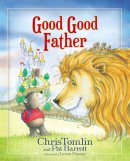 Good Good
Father
Chris Tomlin
and Pat Barrett